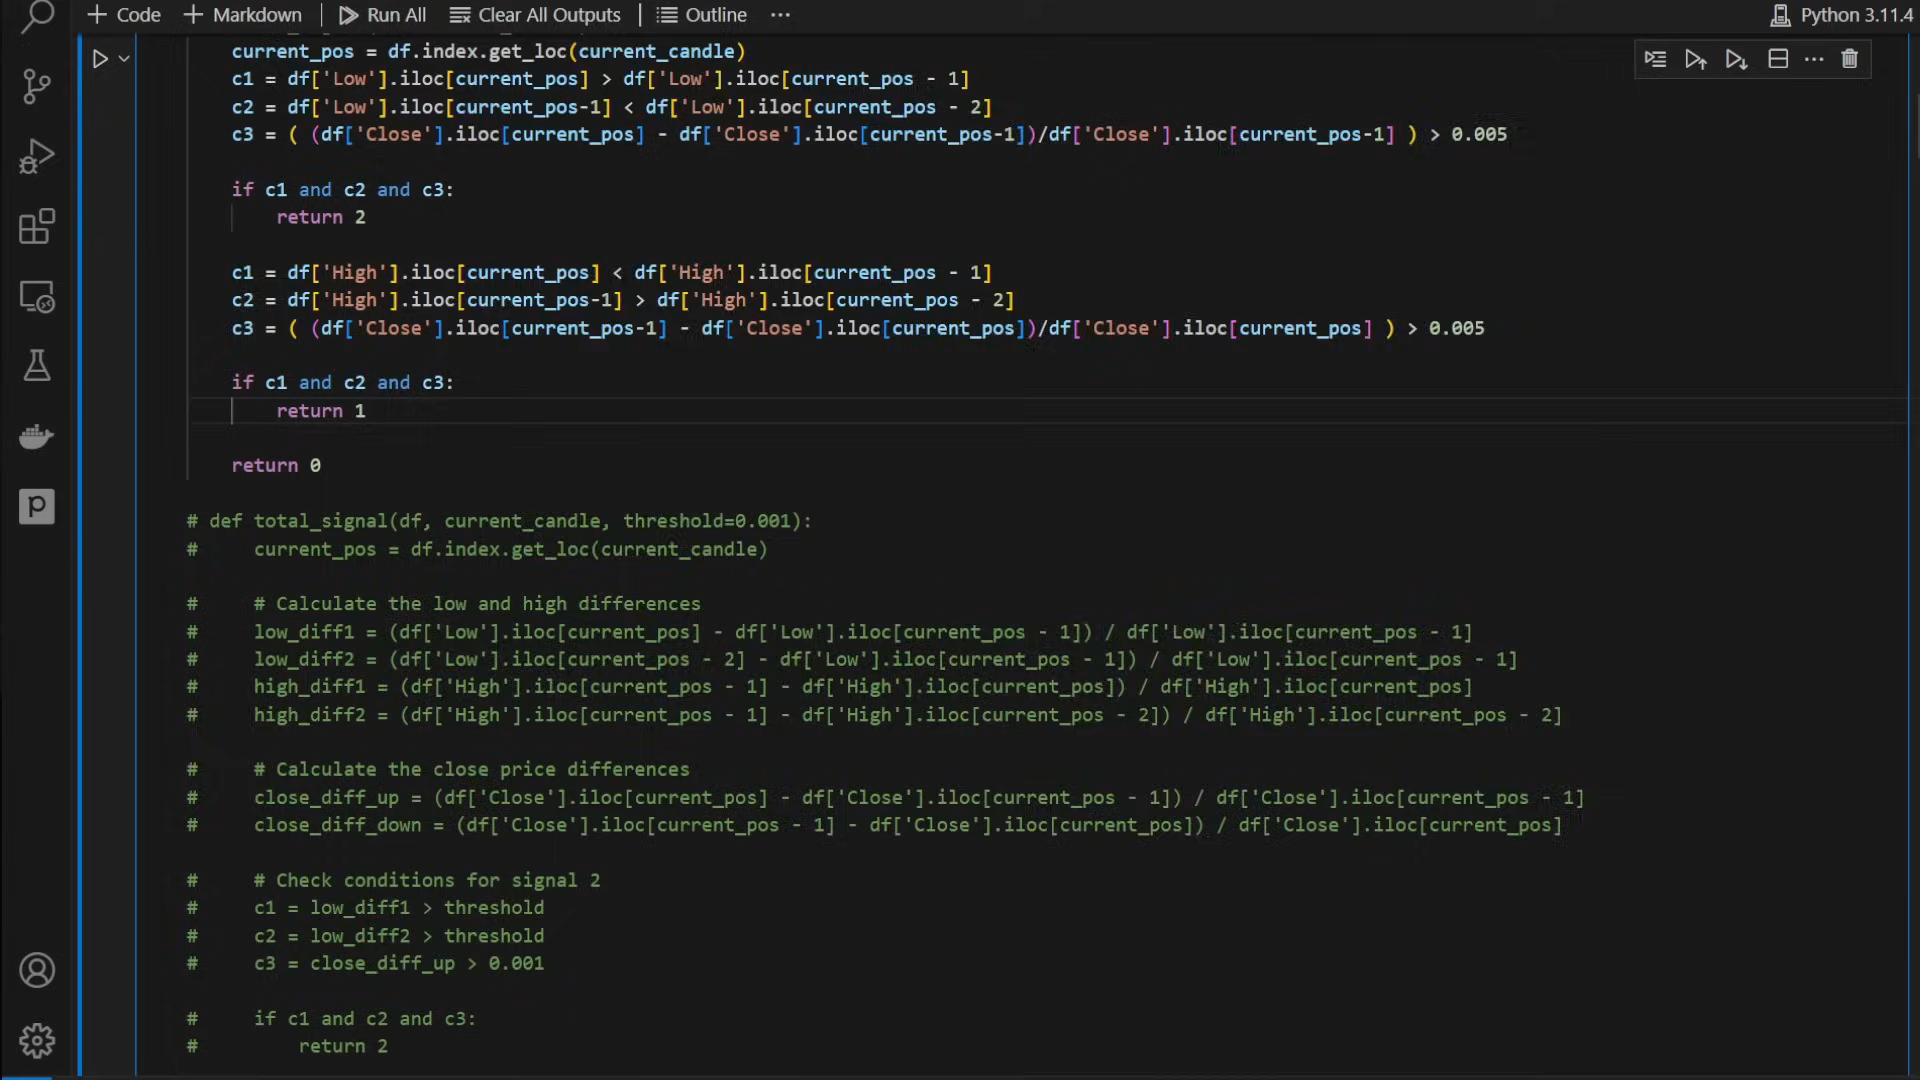 Code Markdown Run All Clear All Outputs Outline ... Python 3.11.4
current_pos = df.index.get_loc(current_candle)
c1 = df['Low'].iloc[current_pos] > df['Low'].iloc[current_pos - 1]
c2 = df['Low'].iloc[current_pos-1] < df['Low'].iloc[current_pos - 2]
c3 = ( (df['Close'].iloc[current_pos] - df['Close'].iloc[current_pos-1])/df['Close'].iloc[current_pos-1] ) > 0.005
if c1 and c2 and c3:
return 2
c1 = df['High'].iloc[current_pos] < df['High'].iloc[current_pos - 1]
c2 = df['High'].iloc[current_pos-1] > df['High'].iloc[current_pos - 2]
c3 = ( (df['Close'].iloc[current_pos-1] - df['Close'].iloc[current_pos])/df['Close'].iloc[current_pos] ) > 0.005
if c1 and c2 and c3:
return 1
return 0
# def total_signal(df, current_candle, threshold=0.001):
# current_pos = df.index.get_loc(current_candle)
# # Calculate the low and high differences
# low_diff1 = (df['Low'].iloc[current_pos] - df['Low'].iloc[current_pos - 1]) / df['Low'].iloc[current_pos - 1]
# low_diff2 = (df['Low'].iloc[current_pos - 2] - df['Low'].iloc[current_pos - 1]) / df['Low'].iloc[current_pos - 1]
# high_diff1 = (df['High'].iloc[current_pos - 1] - df['High'].iloc[current_pos]) / df['High'].iloc[current_pos]
# high_diff2 = (df['High'].iloc[current_pos - 1] - df['High'].iloc[current_pos - 2]) / df['High'].iloc[current_pos - 2]
# # Calculate the close price differences
# close_diff_up = (df['Close'].iloc[current_pos] - df['Close'].iloc[current_pos - 1]) / df['Close'].iloc[current_pos - 1]
# close_diff_down = (df['Close'].iloc[current_pos - 1] - df['Close'].iloc[current_pos]) / df['Close'].iloc[current_pos]
# # Check conditions for signal 2
# c1 = low_diff1 > threshold
# c2 = low_diff2 > threshold
# c3 = close_diff_up > 0.001
# if c1 and c2 and c3:
# return 2